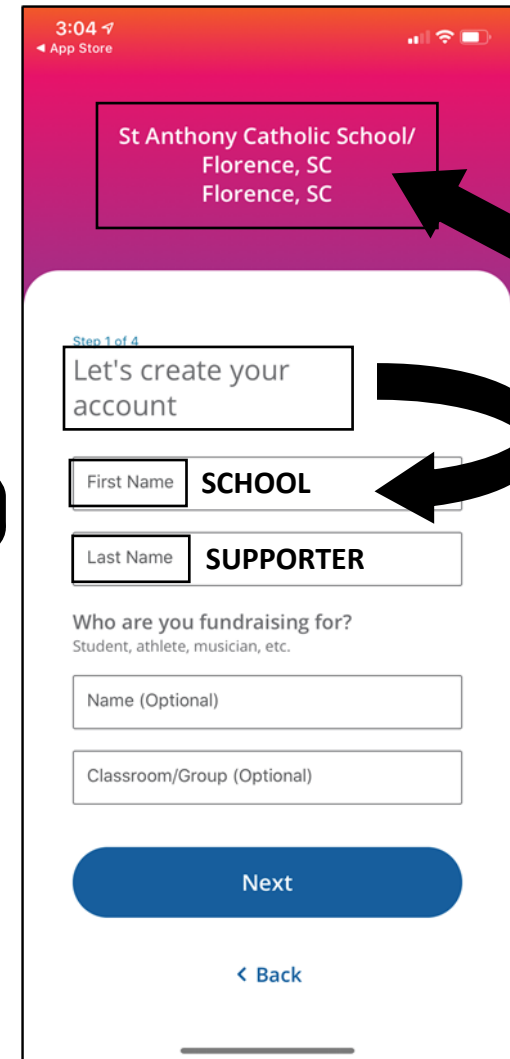 3:04
App Store
St Anthony Catholic School/
Florence, SC
Florence, SC
Step 1 of 4
Let's create your
account
First Name SCHOOL
Last Name SUPPORTER
Who are you fundraising for?
Student, athlete, musician, etc.
Name (Optional)
Classroom/Group (Optional)
Next
< Back